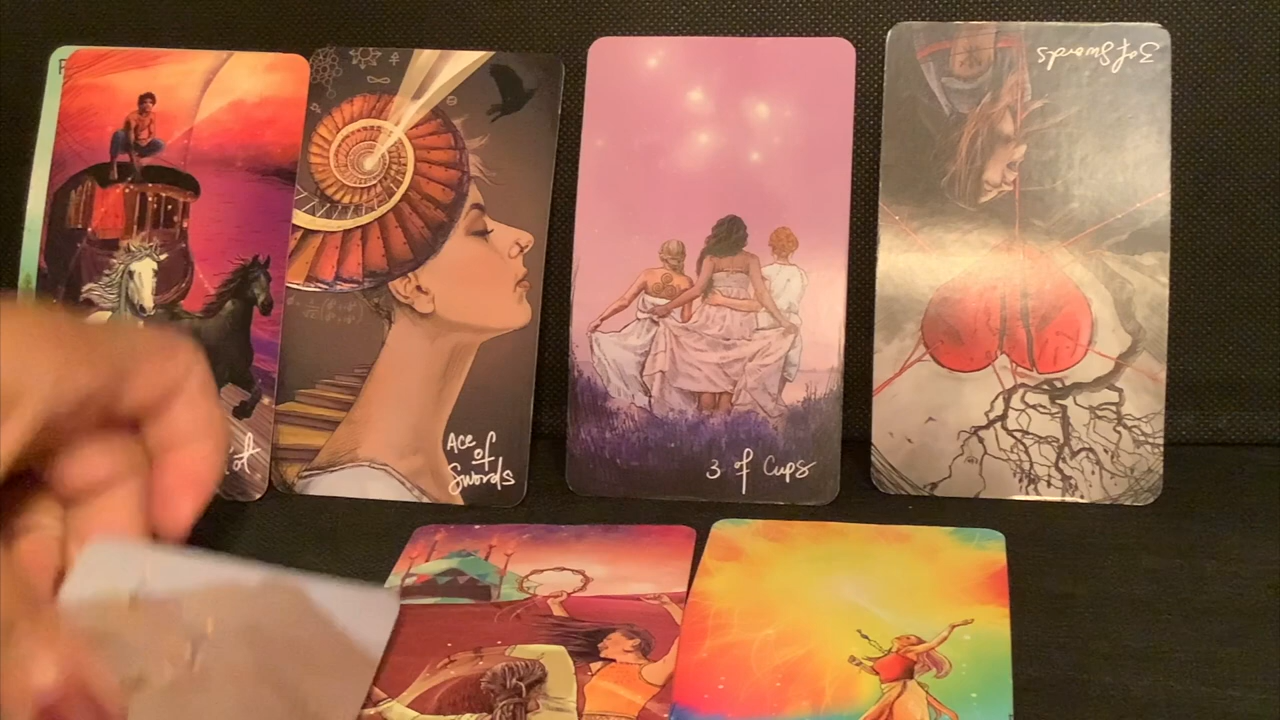 Ace
of
Swords
3 of Cups
3 of Swords